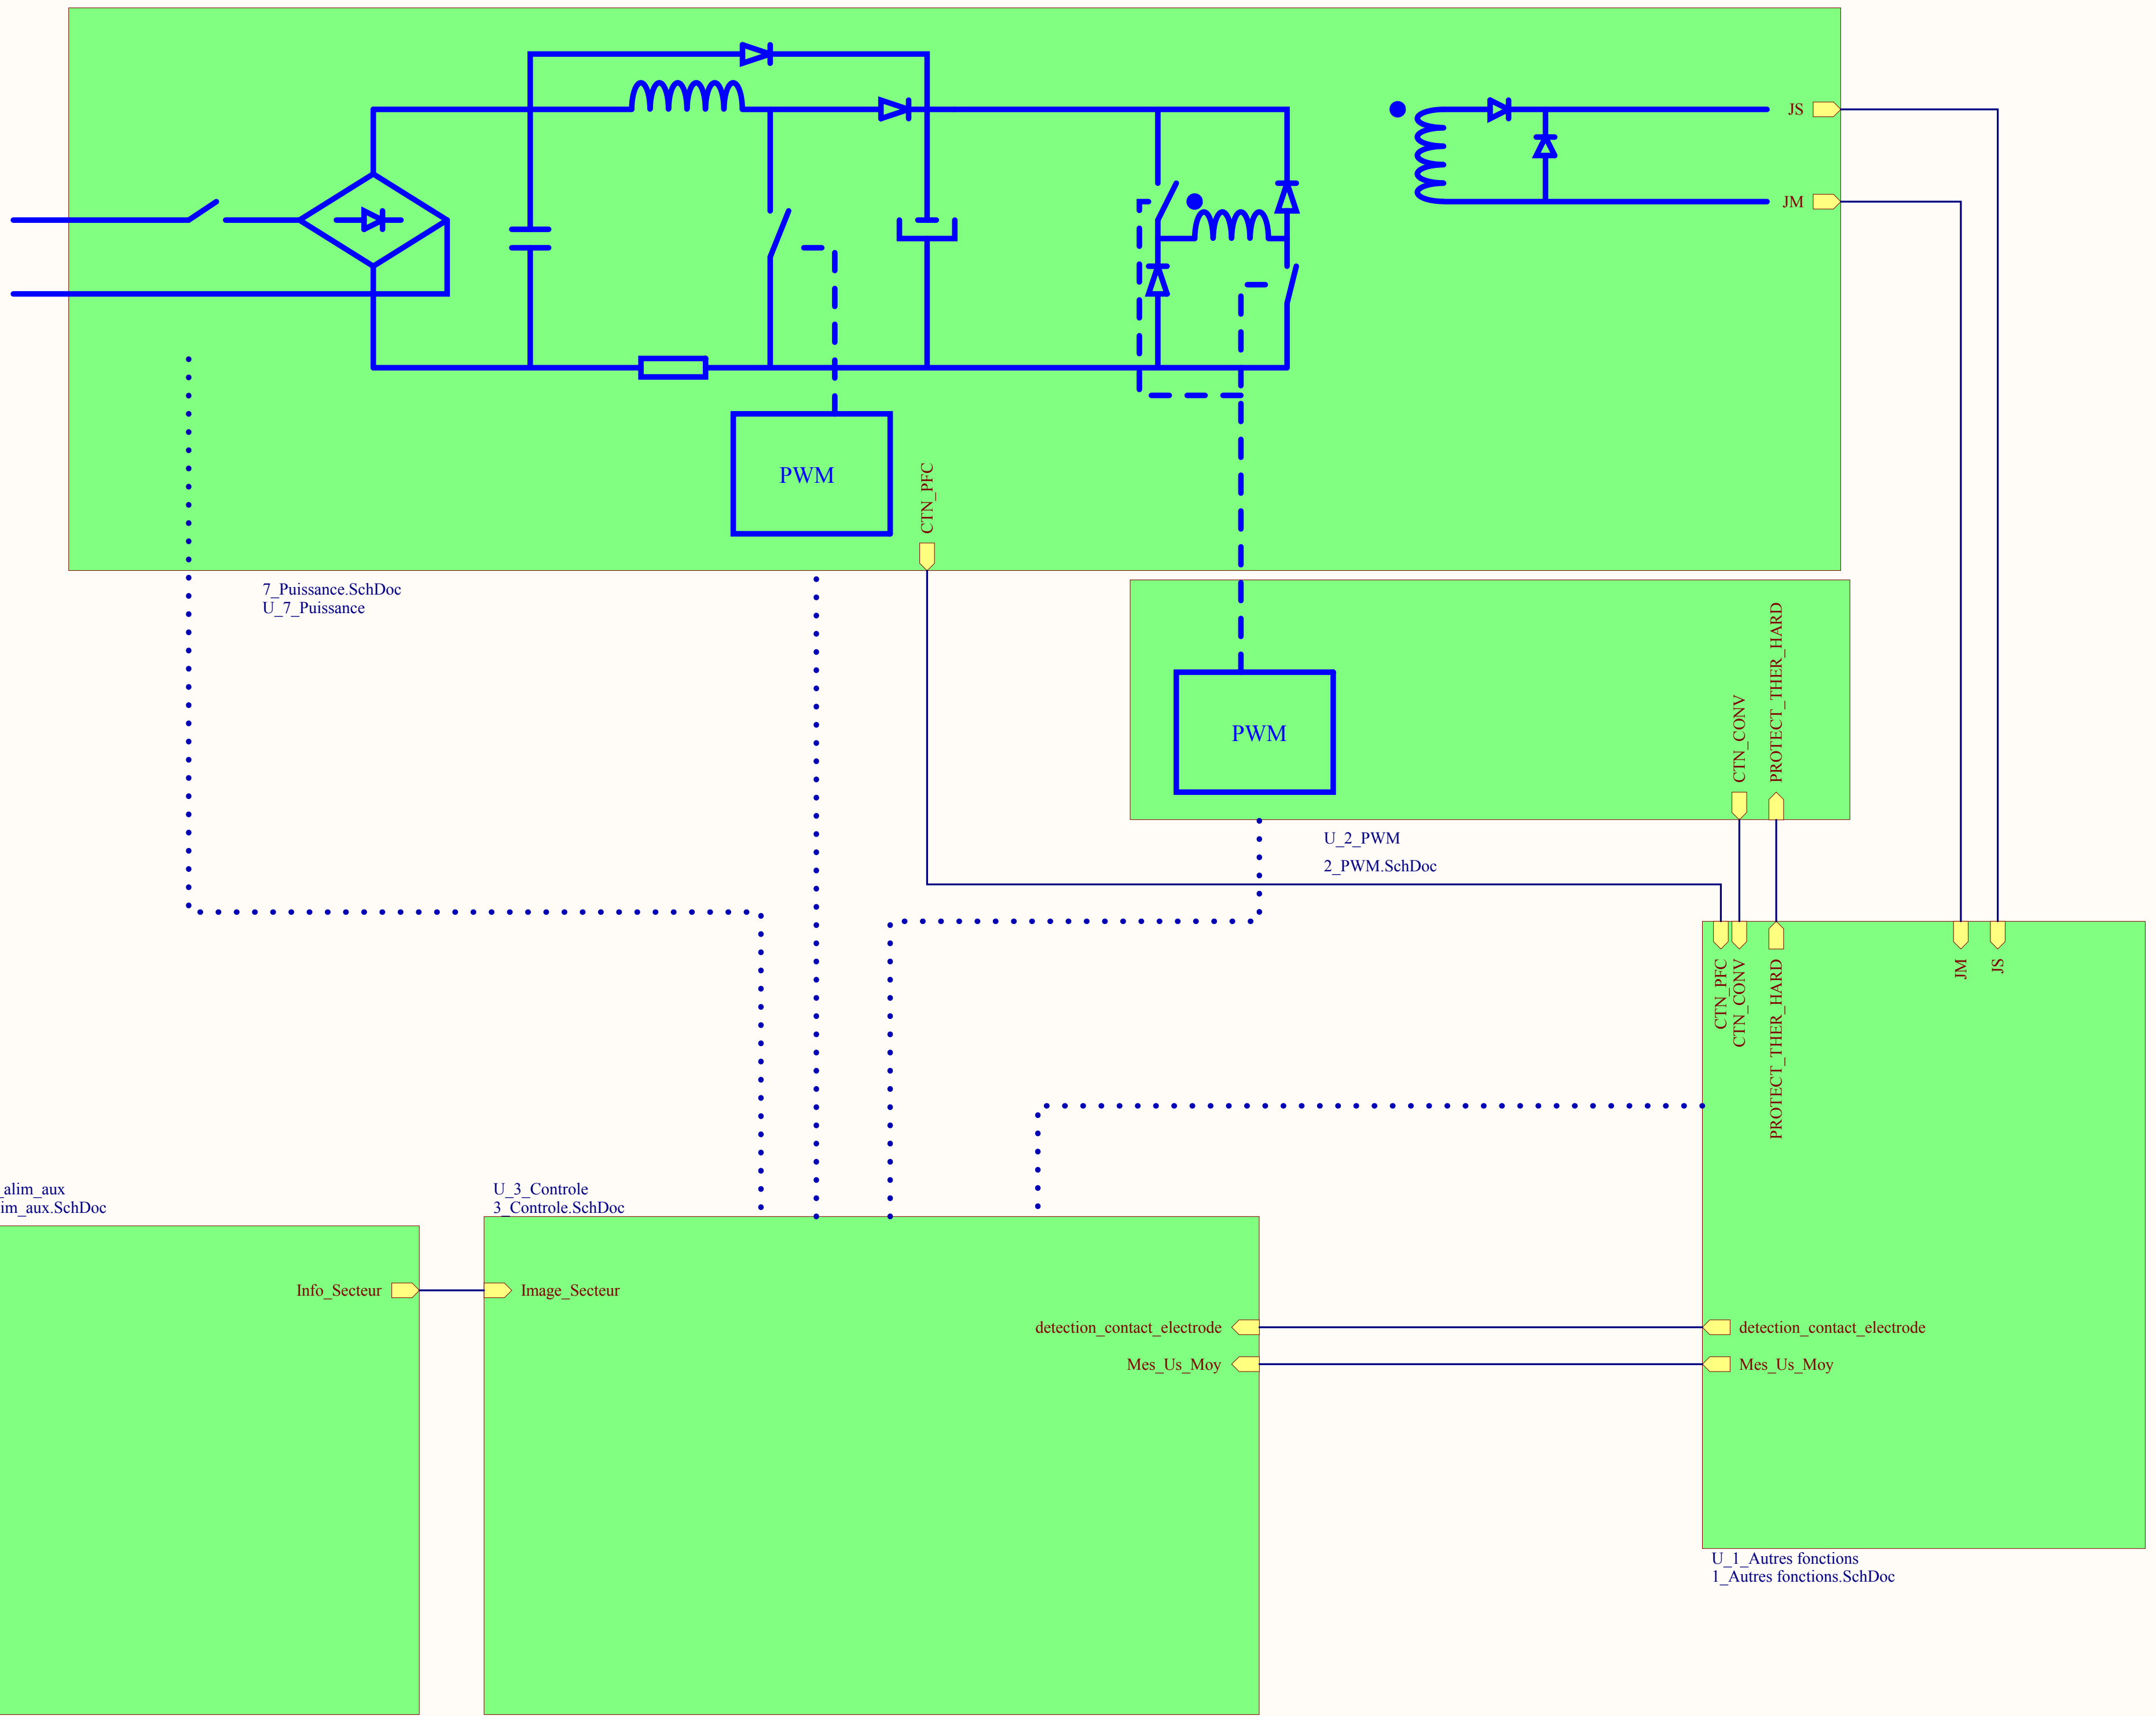 JS
JM
PWM
CTN_PFC
7_Puissance.SchDoc
U_7_Puissance
PWM
CTN_CONV
PROTECT_THER_HARD
U_2_PWM
2_PWM.SchDoc
CTN_PFC
CTN_CONV
PROTECT_THER_HARD
JM
JS
_alim_aux
im_aux.SchDoc
U_3_Controle
3_Controle.SchDoc
Info_Secteur
Image_Secteur
detection_contact_electrode
detection_contact_electrode
Mes_Us_Moy
Mes_Us_Moy
U_1_Autres fonctions
1_Autres fonctions.SchDoc